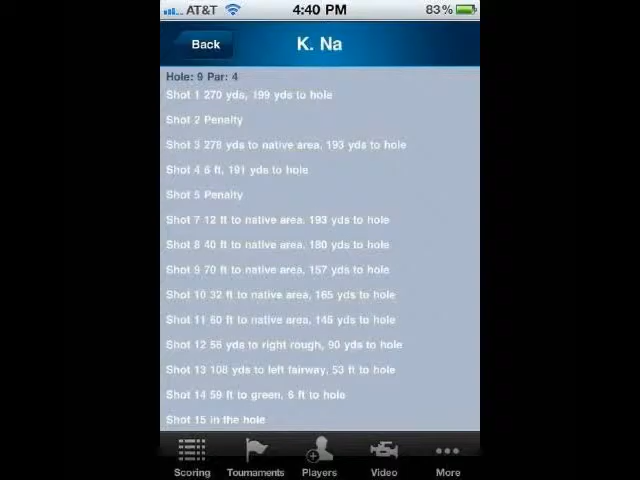 AT&T 4:40 PM 83%
Back K. Na
Hole: 9 Par: 4
Shot 1 270 yds, 199 yds to hole
Shot 2 Penalty
Shot 3 278 yds to native area, 193 yds to hole
Shot 4 6 ft, 191 yds to hole
Shot 5 Penalty
Shot 7 12 ft to native area, 193 yds to hole
Shot 8 40 ft to native area, 180 yds to hole
Shot 9 70 ft to native area, 157 yds to hole
Shot 10 32 ft to native area, 165 yds to hole
Shot 11 60 ft to native area, 145 yds to hole
Shot 12 56 yds to right rough, 90 yds to hole
Shot 13 108 yds to left fairway, 53 ft to hole
Shot 14 59 ft to green, 6 ft to hole
Shot 15 in the hole
Scoring Tournaments Players Video More